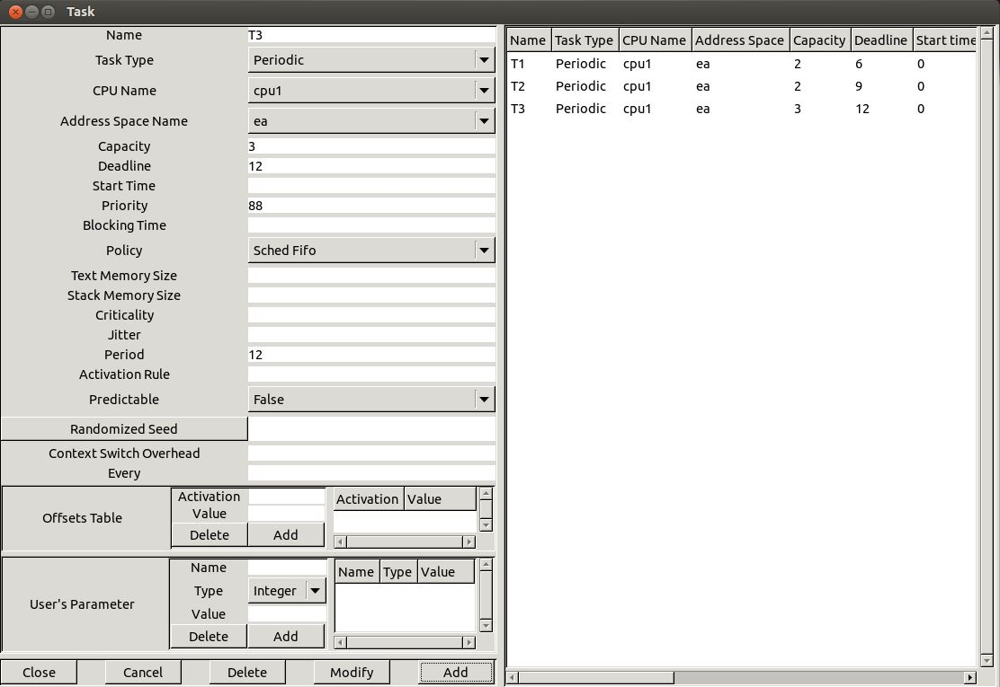 Task
Name T3
Task Type Periodic
CPU Name cpu1
Address Space Name ea
Capacity 3
Deadline 12
Start Time
Priority 88
Blocking Time
Policy Sched Fifo
Text Memory Size
Stack Memory Size
Criticality
Jitter
Period 12
Activation Rule
Predictable False
Randomized Seed
Context Switch Overhead
Every
Offsets Table
Activation
Value
Delete Add
Activation Value
User's Parameter
Name
Type Integer
Value
Delete Add
Name Type Value
Close Cancel Delete Modify Add
Name Task Type CPU Name Address Space Capacity Deadline Start time
T1 Periodic cpu1 ea 2 6 0
T2 Periodic cpu1 ea 2 9 0
T3 Periodic cpu1 ea 3 12 0